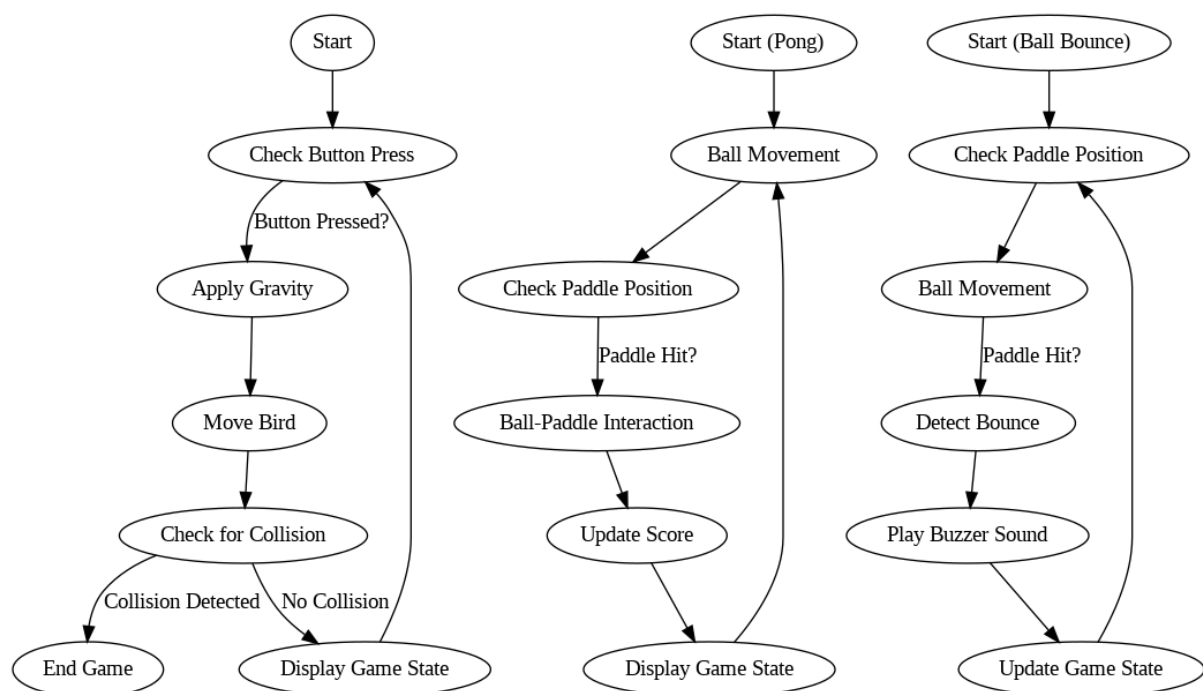 Start
Start (Pong)
Start (Ball Bounce)
Check Button Press
Ball Movement
Check Paddle Position
Button Pressed?
Apply Gravity
Check Paddle Position
Ball Movement
Paddle Hit?
Paddle Hit?
Move Bird
Ball-Paddle Interaction
Detect Bounce
Check for Collision
Update Score
Play Buzzer Sound
Collision Detected
No Collision
End Game
Display Game State
Display Game State
Update Game State